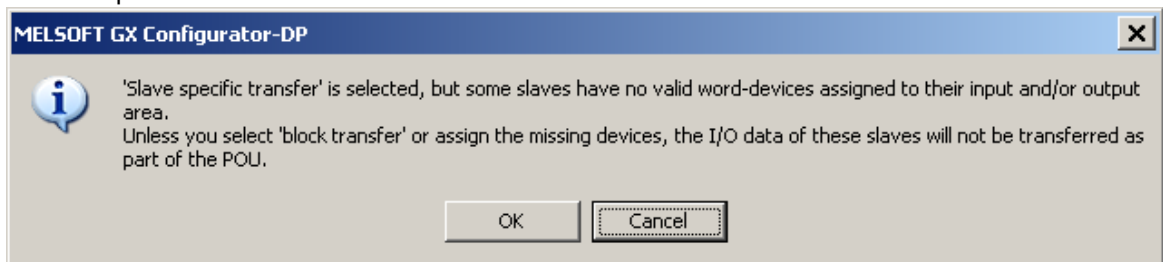 MELSOFT GX Configurator-DP
'Slave specific transfer' is selected, but some slaves have no valid word-devices assigned to their input and/or output
area.
Unless you select 'block transfer' or assign the missing devices, the I/O data of these slaves will not be transferred as
part of the POU.
OK
Cancel